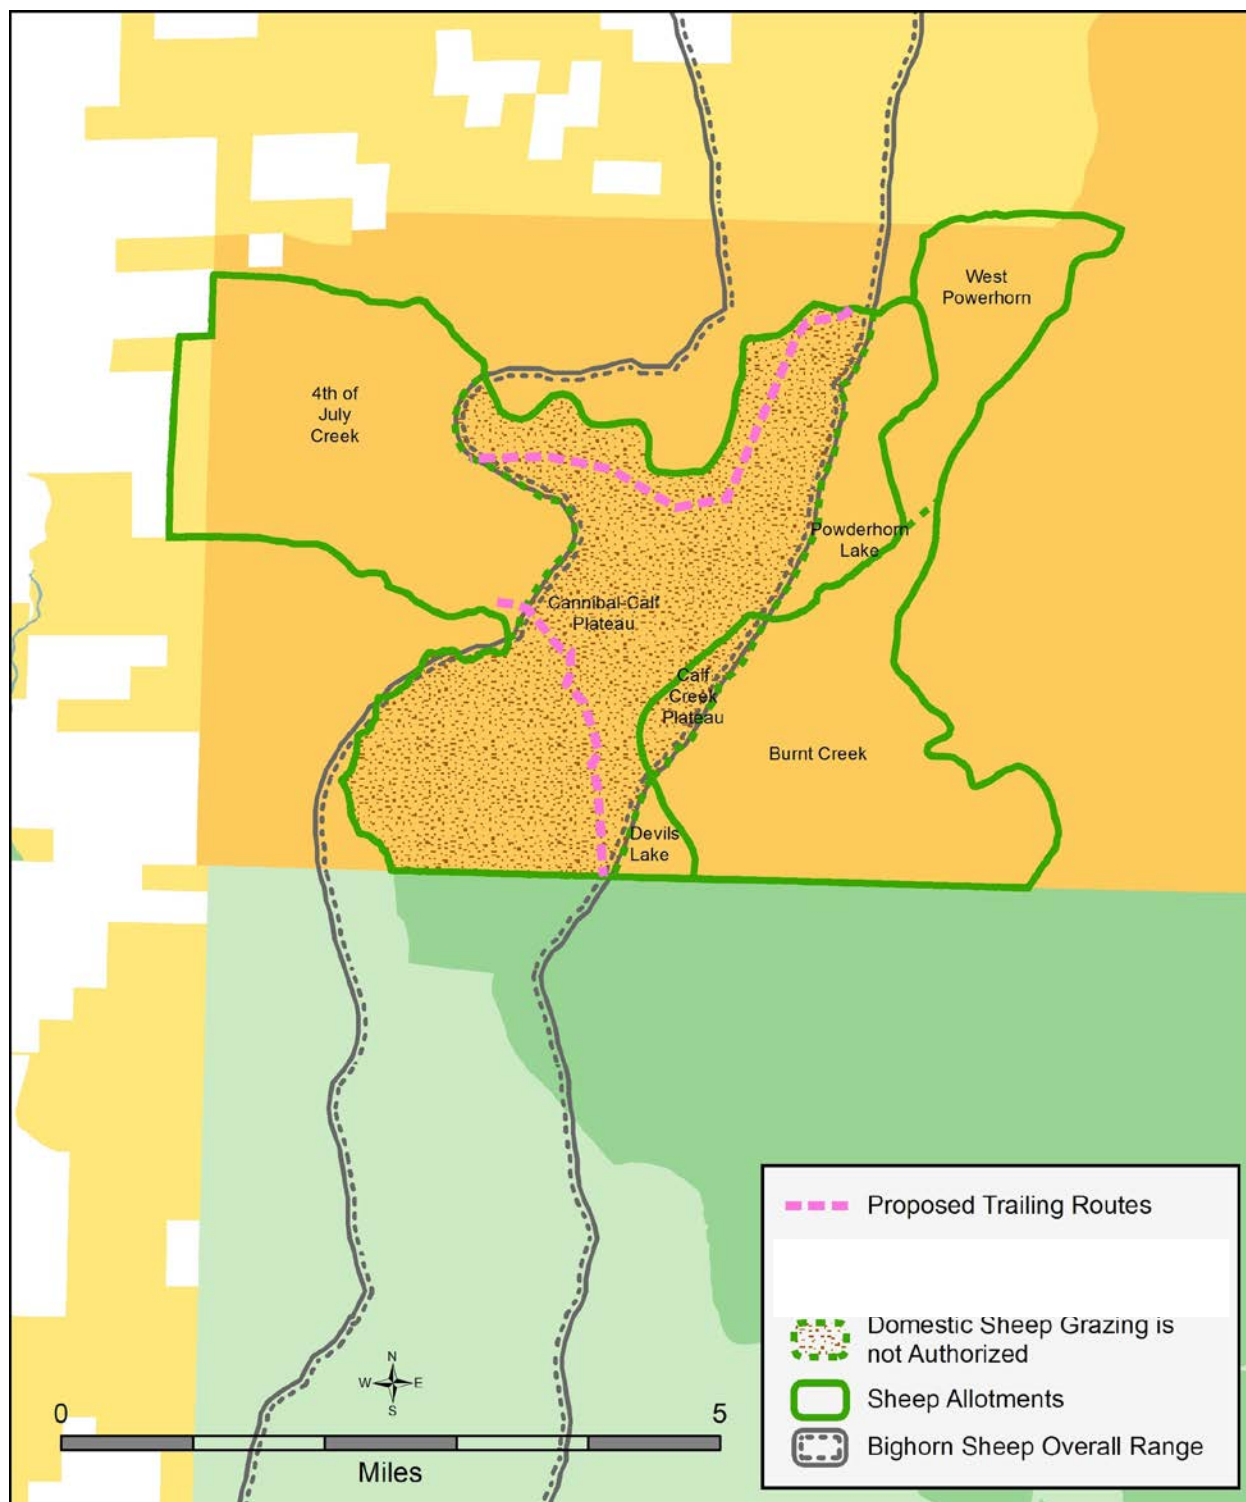 West
Powerhorn
4th of
July
Creek
Powderhorn
Lake
Cannibal-Calf
Plateau
Calf
Creek
Plateau
Burnt Creek
Devils
Lake
Proposed Trailing Routes
Domestic Sheep Grazing is
not Authorized
Sheep Allotments
Bighorn Sheep Overall Range
N
W E
S
0 5
Miles